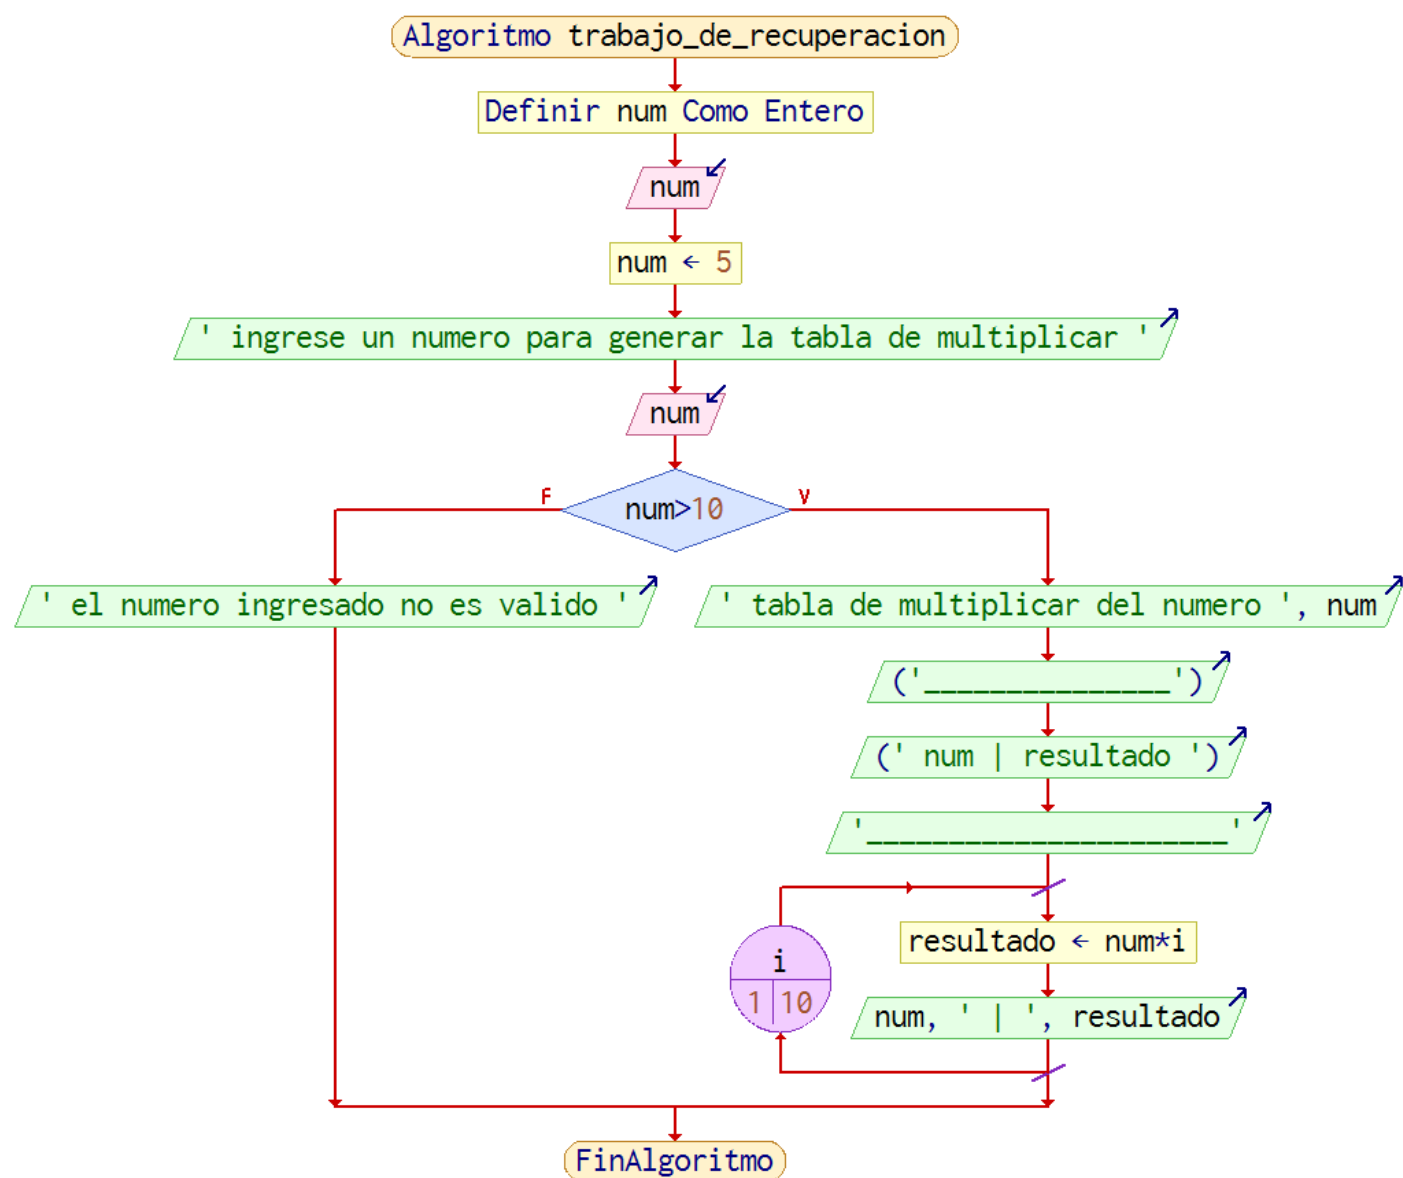 Algoritmo trabajo_de_recuperacion
Definir num Como Entero
num
num ← 5
' ingrese un numero para generar la tabla de multiplicar '
num
F
num>10
V
' el numero ingresado no es valido '
' tabla de multiplicar del numero ', num
('_______________')
(' num | resultado ')
'______________________'
resultado ← num*i
i
1 10
num, ' | ', resultado
FinAlgoritmo